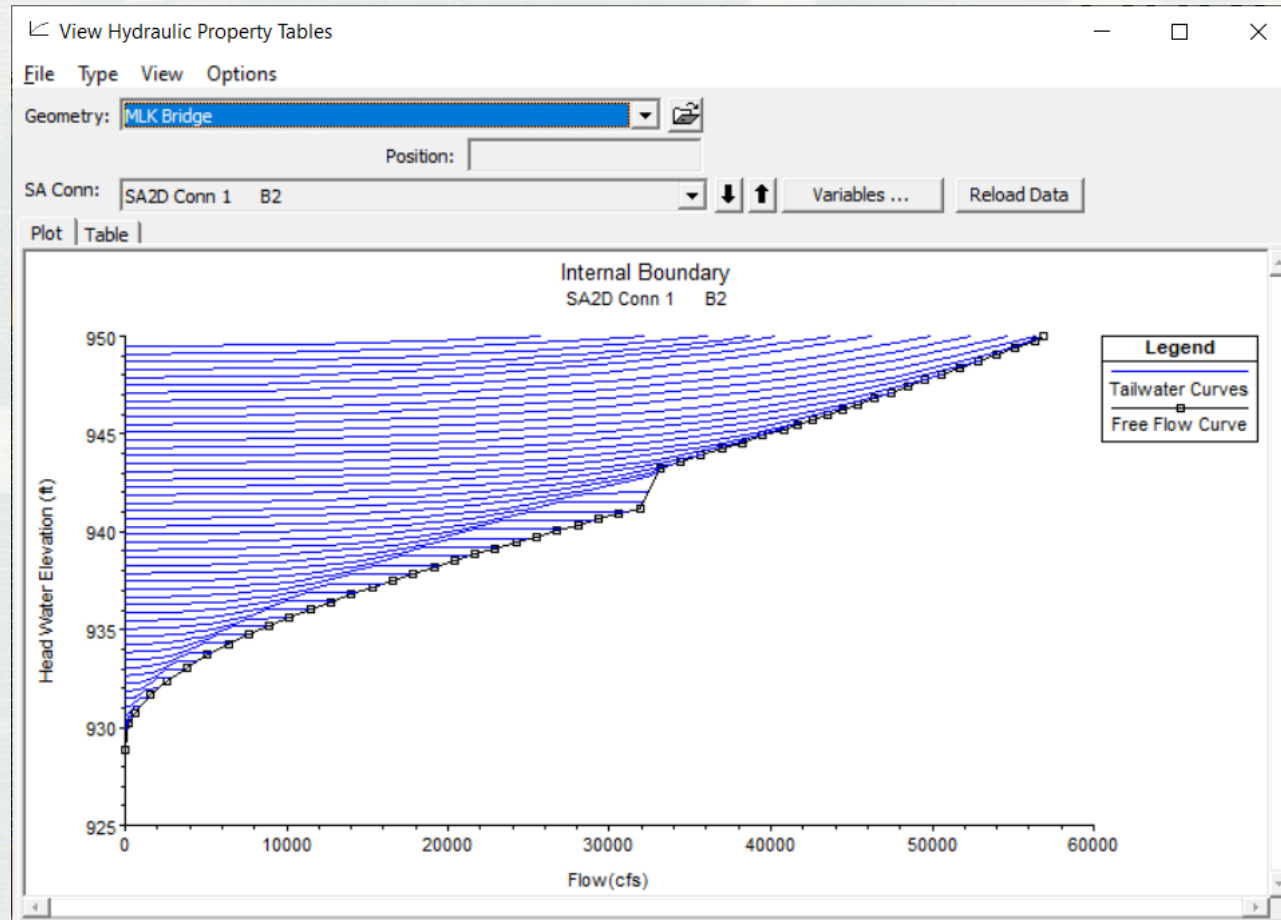 View Hydraulic Property Tables
File Type View Options
Geometry: MLK Bridge
Position:
SA Conn: SA2D Conn 1 B2 Variables ... Reload Data
Plot Table
Internal Boundary
SA2D Conn 1 B2
Head Water Elevation (ft)
950
945
940
935
930
925
0 10000 20000 30000 40000 50000 60000
Flow(cfs)
Legend
Tailwater Curves
Free Flow Curve